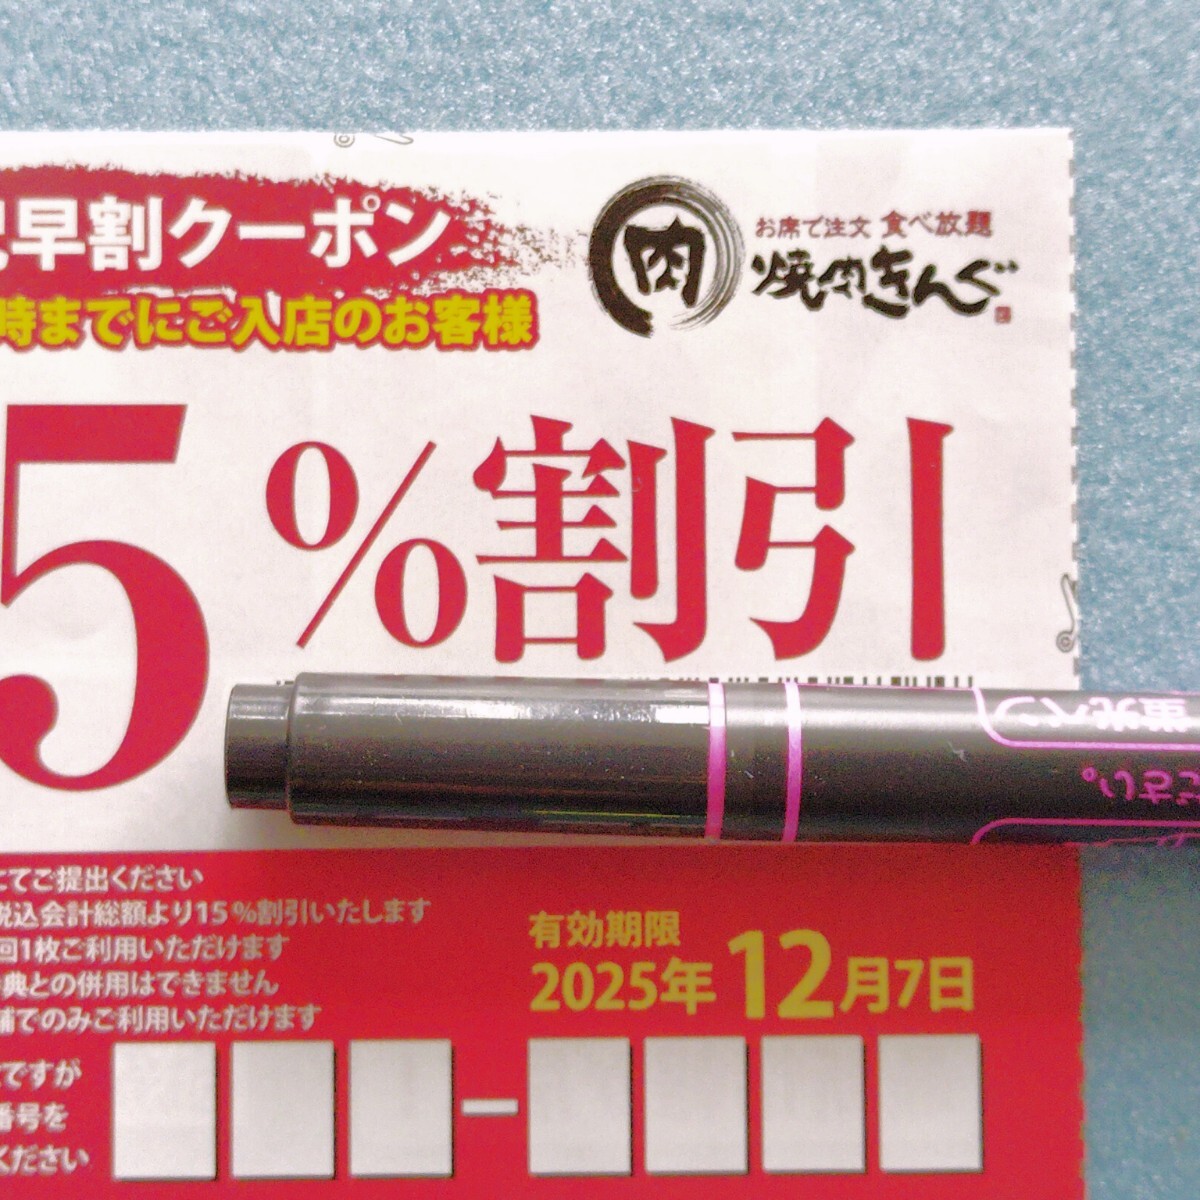 早割クーポン
時までにご入店のお客様
肉
お席で注文 食べ放題
焼肉きんぐ
5%割引
にてご提出ください
税込会計総額より15%割引いたします
回1枚ご利用いただけます
典との併用はできません
舗でのみご利用いただけます
有効期限
2025年12月7日
ですが
番号を
ください
蛍光ペン